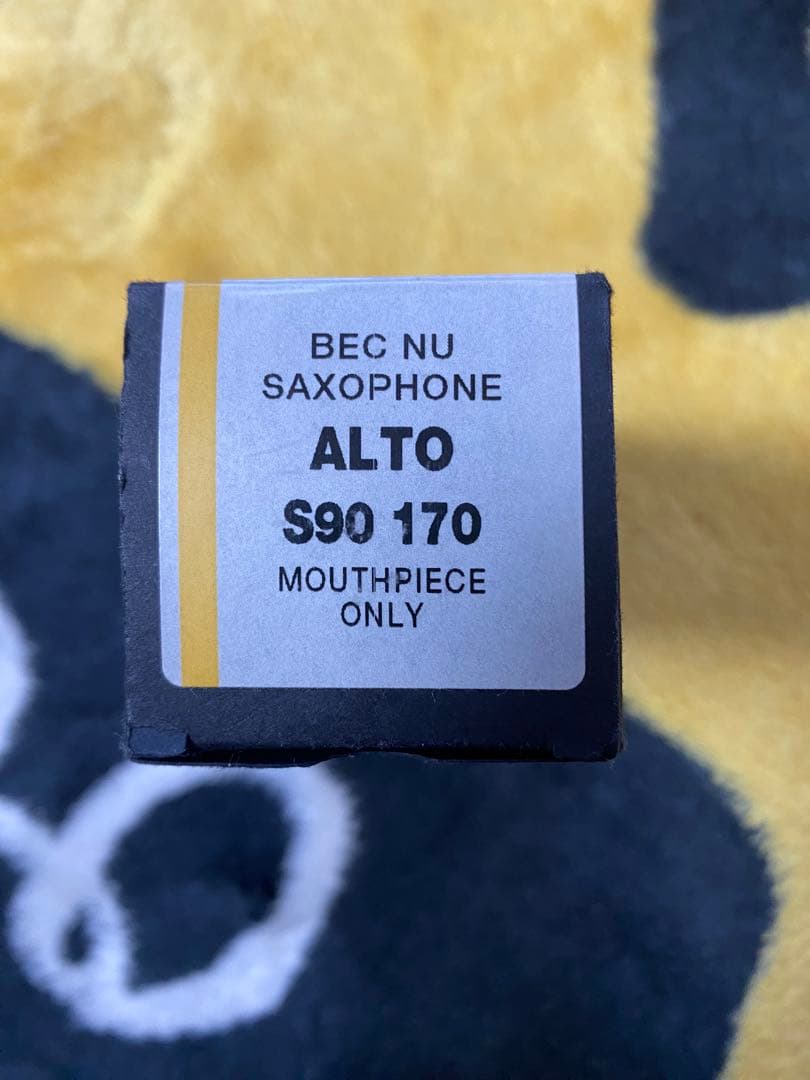 BEC NU
SAXOPHONE
ALTO
S90 170
MOUTHPIECE
ONLY